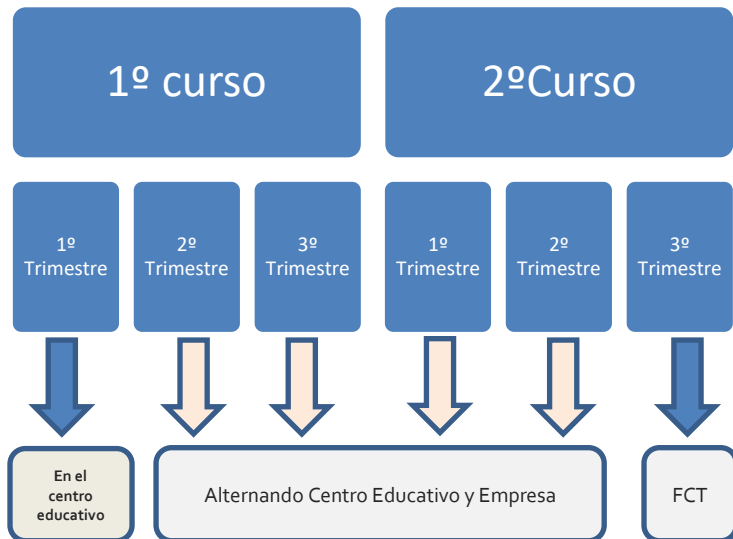 1º curso
2ºCurso
1º
Trimestre
2º
Trimestre
3º
Trimestre
1º
Trimestre
2º
Trimestre
3º
Trimestre
En el
centro
educativo
Alternando Centro Educativo y Empresa
FCT